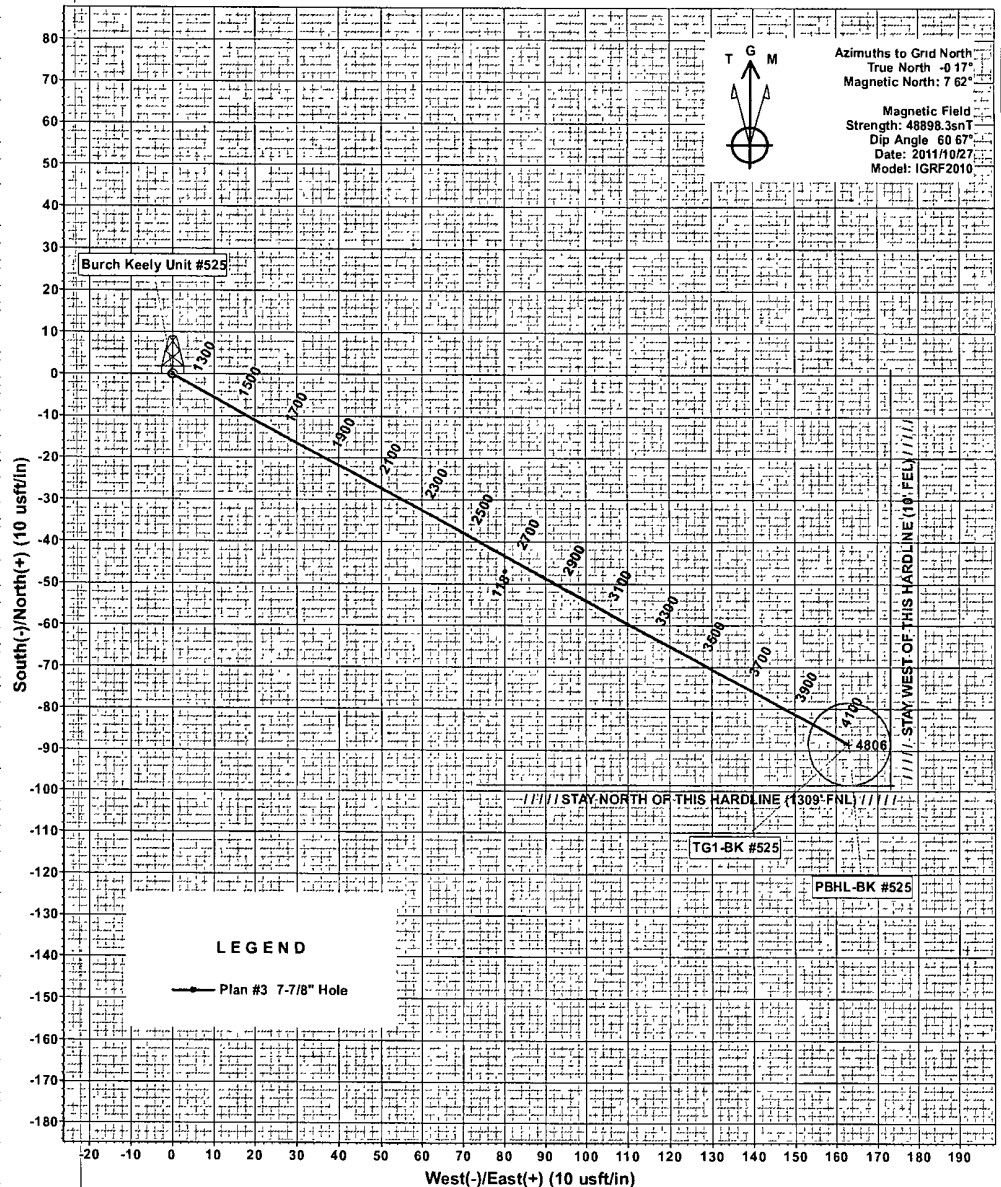 80
70
60
50
40
30
20
10
0
-10
-20
-30
-40
-50
-60
-70
-80
-90
-100
-110
-120
-130
-140
-150
-160
-170
-180
South(-)/North(+) (10 usft/in)
T G M
Azimuths to Grid North
True North -0 17°
Magnetic North: 7 62°
Magnetic Field
Strength: 48898.3snT
Dip Angle 60 67°
Date: 2011/10/27
Model: IGRF2010
Burch Keely Unit #525
1300
1500
1700
1900
2100
2300
2500
2700
118°
2900
3100
3300
3500
3700
3900
4100
4806
///// STAY WEST OF THIS HARDLINE (10' FEL) /////
///// STAY NORTH OF THIS HARDLINE (1309' FNL) /////
TG1-BK #525
PBHL-BK #525
LEGEND
Plan #3 7-7/8" Hole
-20 -10 0 10 20 30 40 50 60 70 80 90 100 110 120 130 140 150 160 170 180 190
West(-)/East(+) (10 usft/in)